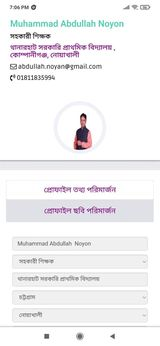 7:06 PM
Muhammad Abdullah Noyon
সহকারী শিক্ষক
থানারহাট সরকারি প্রাথমিক বিদ্যালয় ,
কোম্পানীগঞ্জ, নোয়াখালী
abdullah.noyan@gmail.com
01811835994
প্রোফাইল তথ্য পরিমার্জন
প্রোফাইল ছবি পরিমার্জন
Muhammad Abdullah Noyon
সহকারী শিক্ষক
থানারহাট সরকারি প্রাথমিক বিদ্যালয়
চট্টগ্রাম
নোয়াখালী